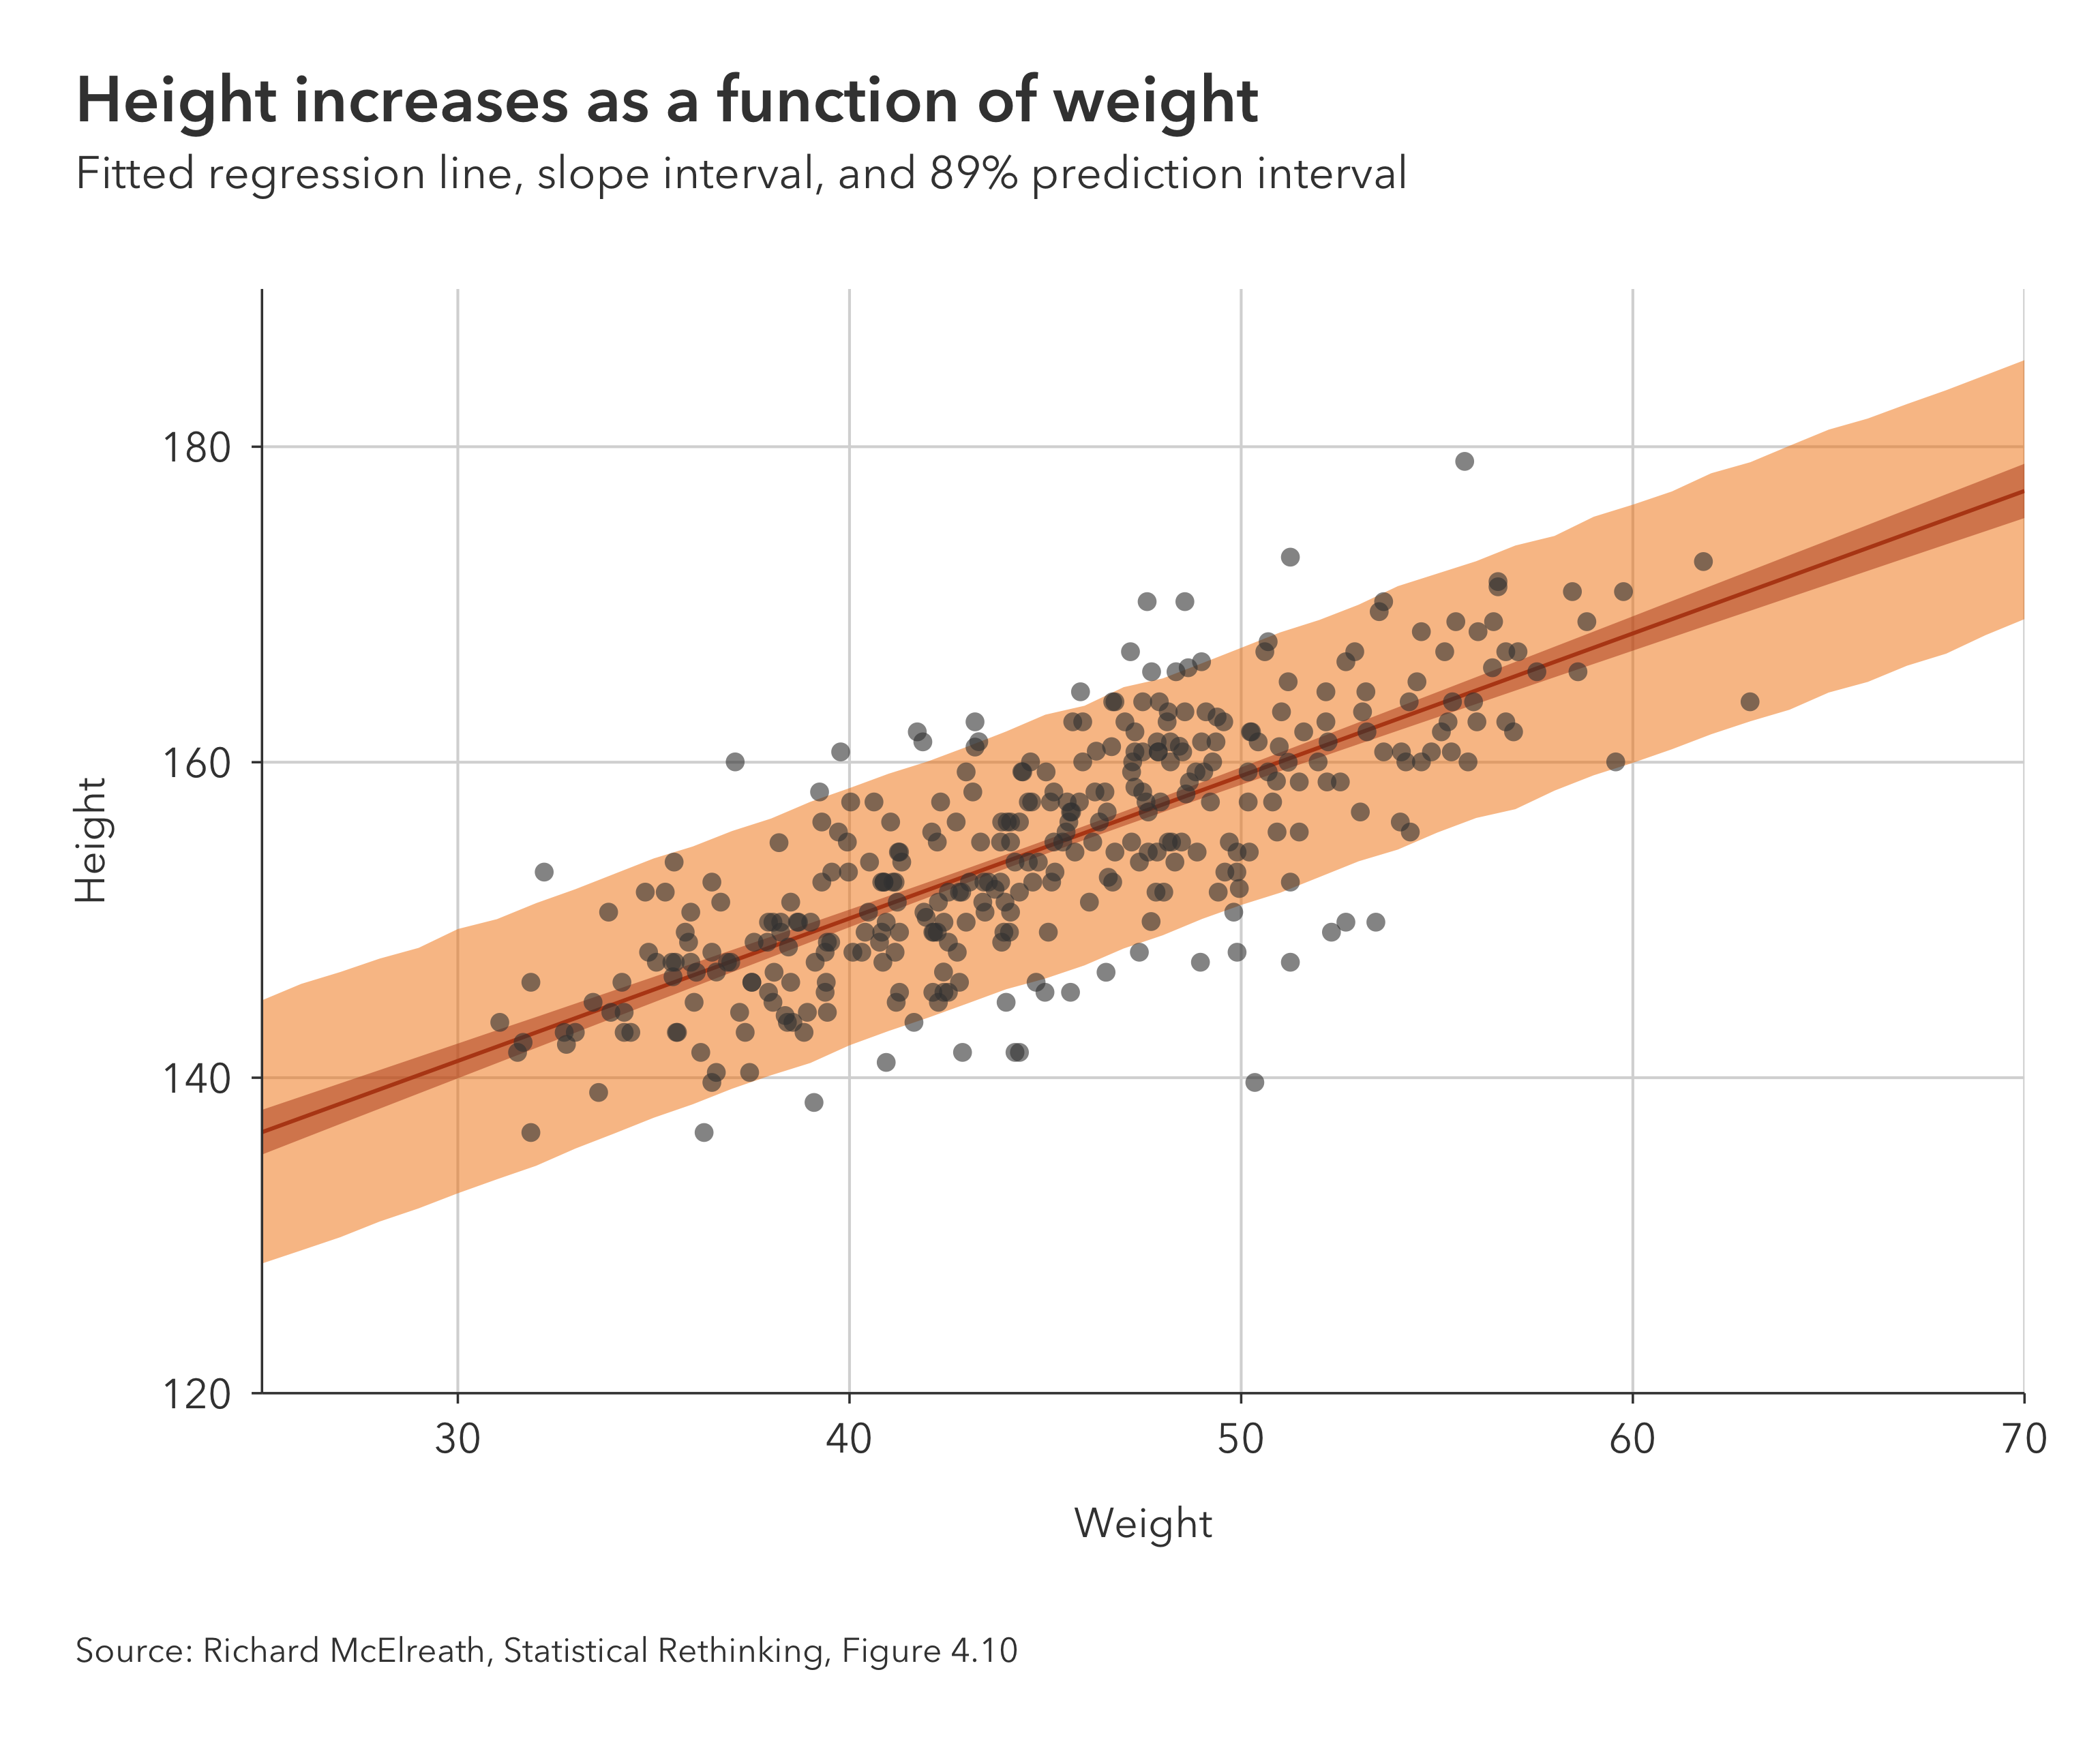 Height increases as a function of weight
Fitted regression line, slope interval, and 89% prediction interval
180
160
140
120
Height
30 40 50 60 70
Weight
Source: Richard McElreath, Statistical Rethinking, Figure 4.10